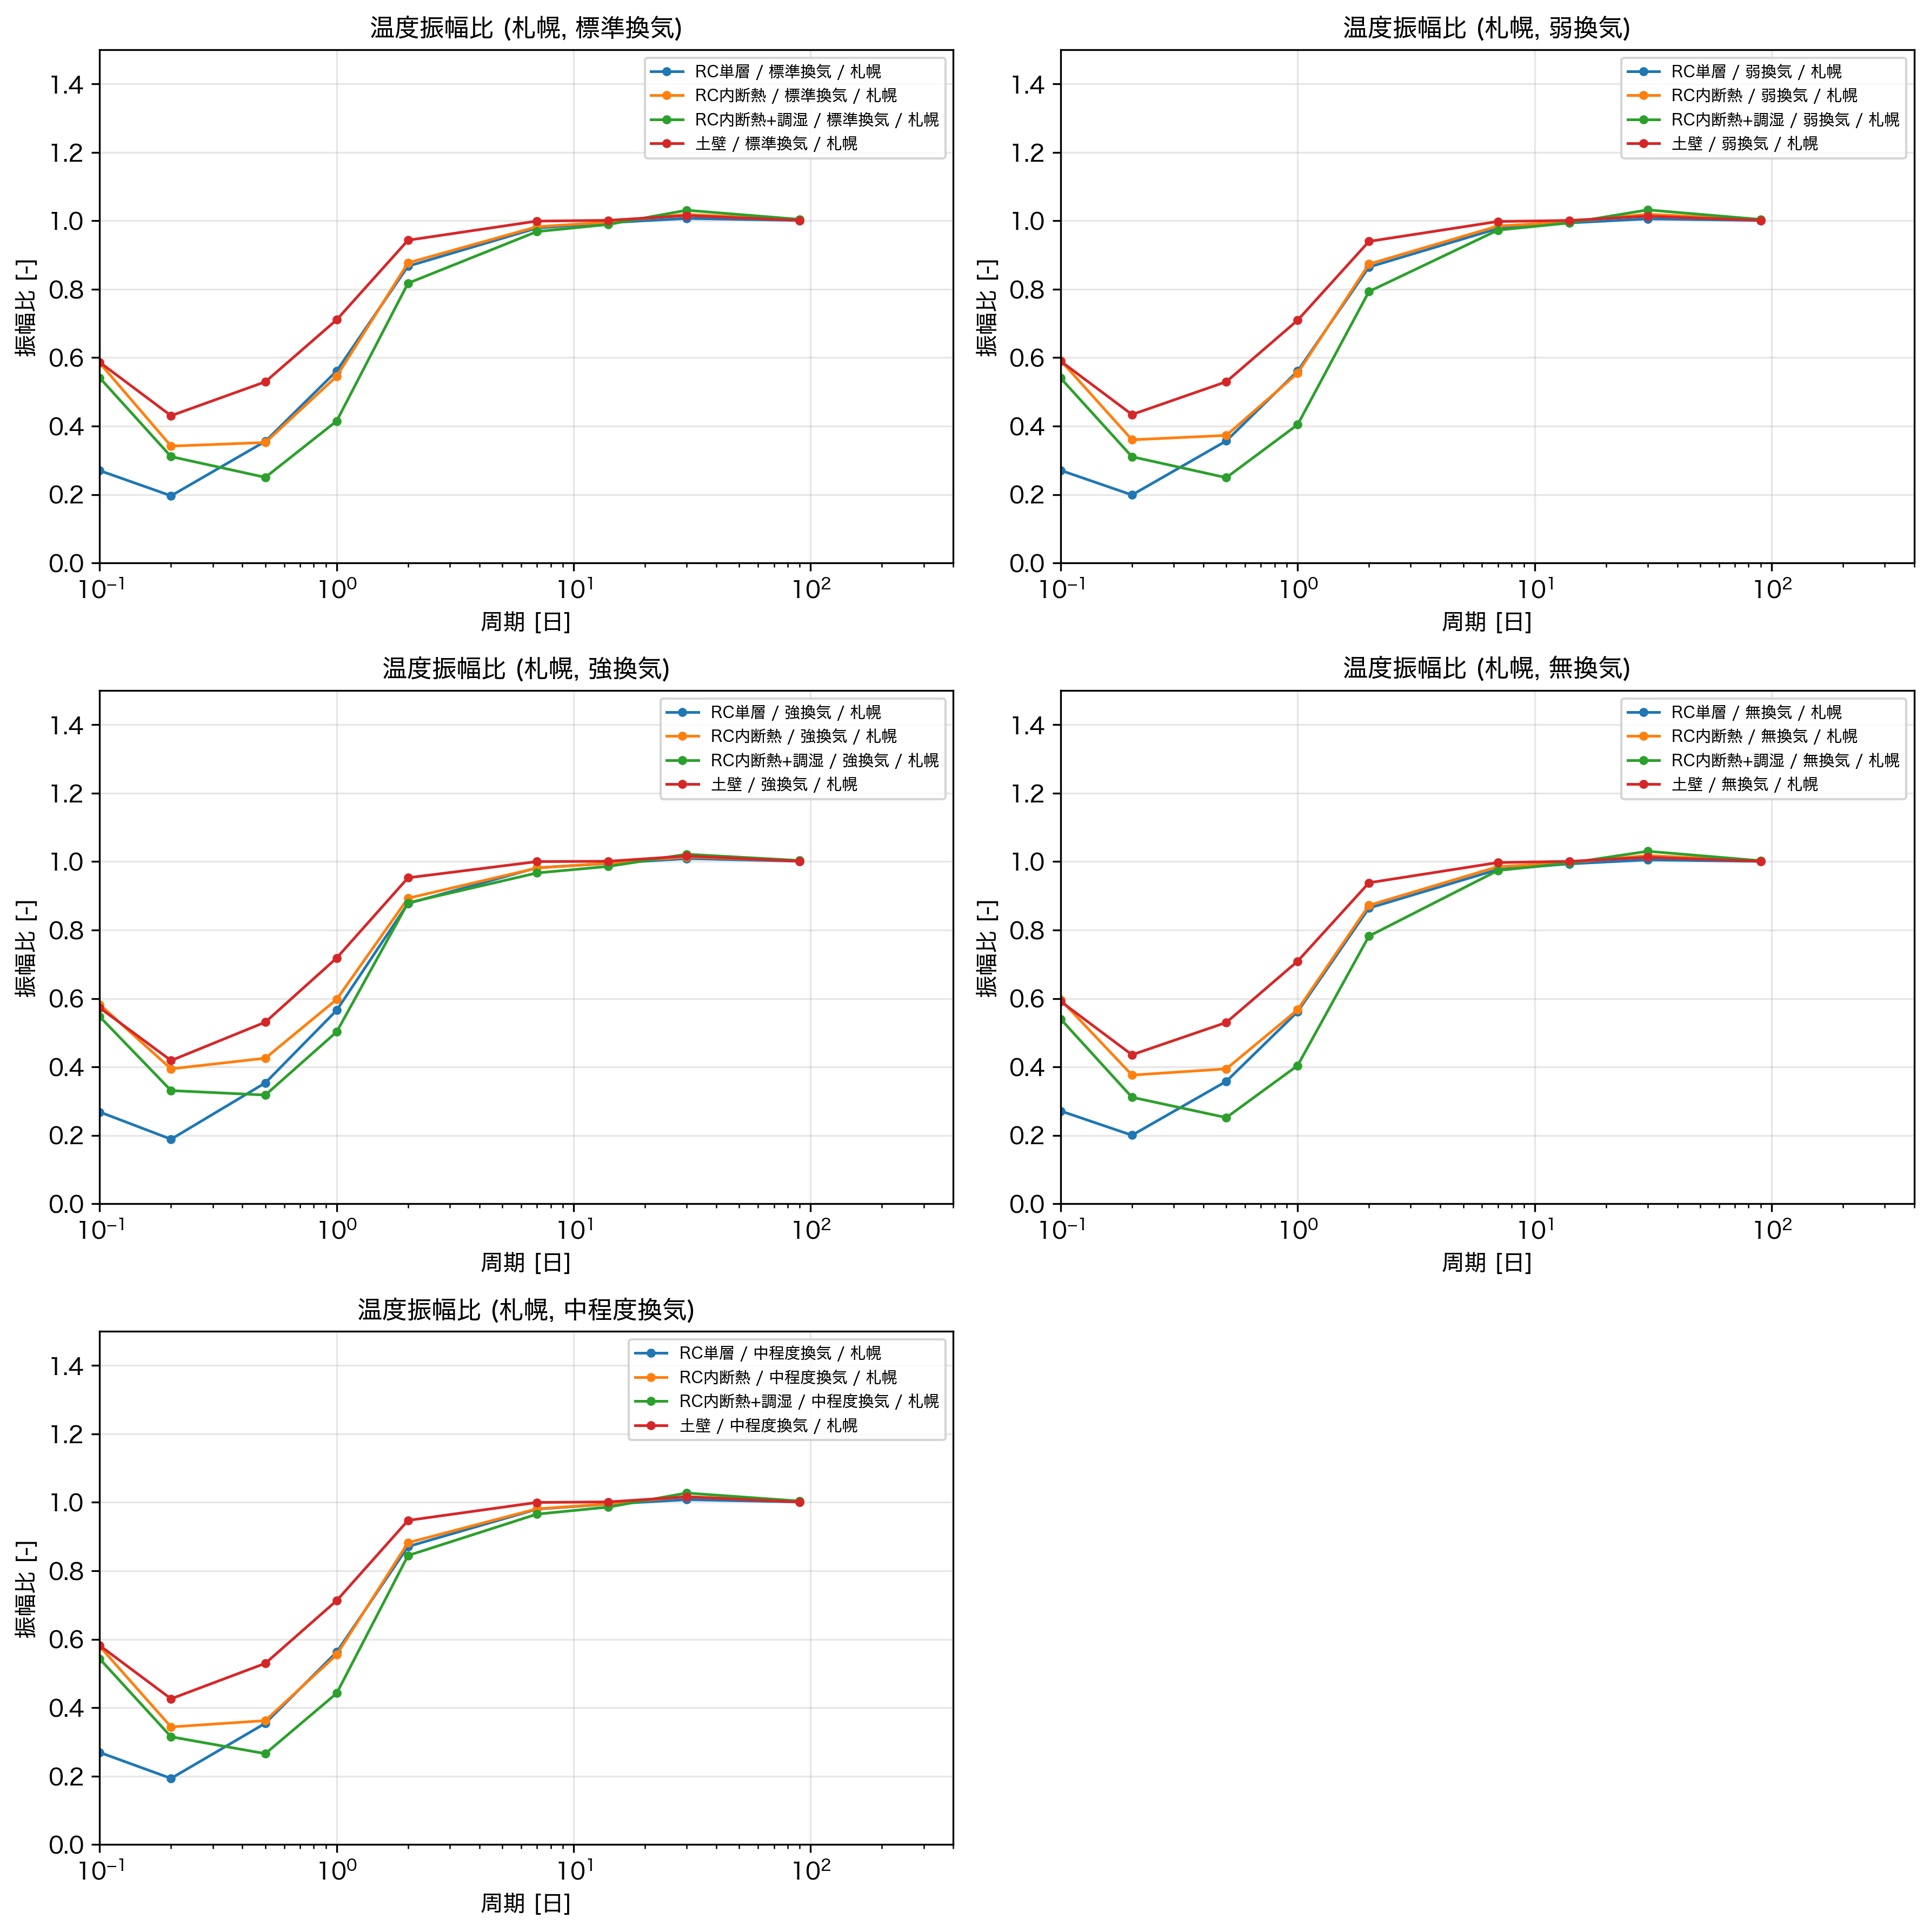 温度振幅比 (札幌, 標準換気)
RC単層 / 標準換気 / 札幌
RC内断熱 / 標準換気 / 札幌
RC内断熱+調湿 / 標準換気 / 札幌
土壁 / 標準換気 / 札幌
振幅比 [-]
1.4
1.2
1.0
0.8
0.6
0.4
0.2
0.0
10⁻¹ 10⁰ 10¹ 10²
周期 [日]
温度振幅比 (札幌, 弱換気)
RC単層 / 弱換気 / 札幌
RC内断熱 / 弱換気 / 札幌
RC内断熱+調湿 / 弱換気 / 札幌
土壁 / 弱換気 / 札幌
振幅比 [-]
1.4
1.2
1.0
0.8
0.6
0.4
0.2
0.0
10⁻¹ 10⁰ 10¹ 10²
周期 [日]
温度振幅比 (札幌, 強換気)
RC単層 / 強換気 / 札幌
RC内断熱 / 強換気 / 札幌
RC内断熱+調湿 / 強換気 / 札幌
土壁 / 強換気 / 札幌
振幅比 [-]
1.4
1.2
1.0
0.8
0.6
0.4
0.2
0.0
10⁻¹ 10⁰ 10¹ 10²
周期 [日]
温度振幅比 (札幌, 無換気)
RC単層 / 無換気 / 札幌
RC内断熱 / 無換気 / 札幌
RC内断熱+調湿 / 無換気 / 札幌
土壁 / 無換気 / 札幌
振幅比 [-]
1.4
1.2
1.0
0.8
0.6
0.4
0.2
0.0
10⁻¹ 10⁰ 10¹ 10²
周期 [日]
温度振幅比 (札幌, 中程度換気)
RC単層 / 中程度換気 / 札幌
RC内断熱 / 中程度換気 / 札幌
RC内断熱+調湿 / 中程度換気 / 札幌
土壁 / 中程度換気 / 札幌
振幅比 [-]
1.4
1.2
1.0
0.8
0.6
0.4
0.2
0.0
10⁻¹ 10⁰ 10¹ 10²
周期 [日]